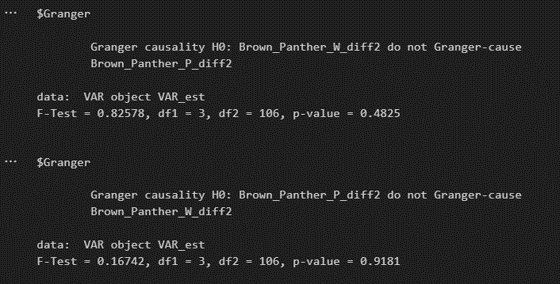 ... $Granger
Granger causality H0: Brown_Panther_W_diff2 do not Granger-cause
Brown_Panther_P_diff2
data: VAR object VAR_est
F-Test = 0.82578, df1 = 3, df2 = 106, p-value = 0.4825
... $Granger
Granger causality H0: Brown_Panther_P_diff2 do not Granger-cause
Brown_Panther_W_diff2
data: VAR object VAR_est
F-Test = 0.16742, df1 = 3, df2 = 106, p-value = 0.9181